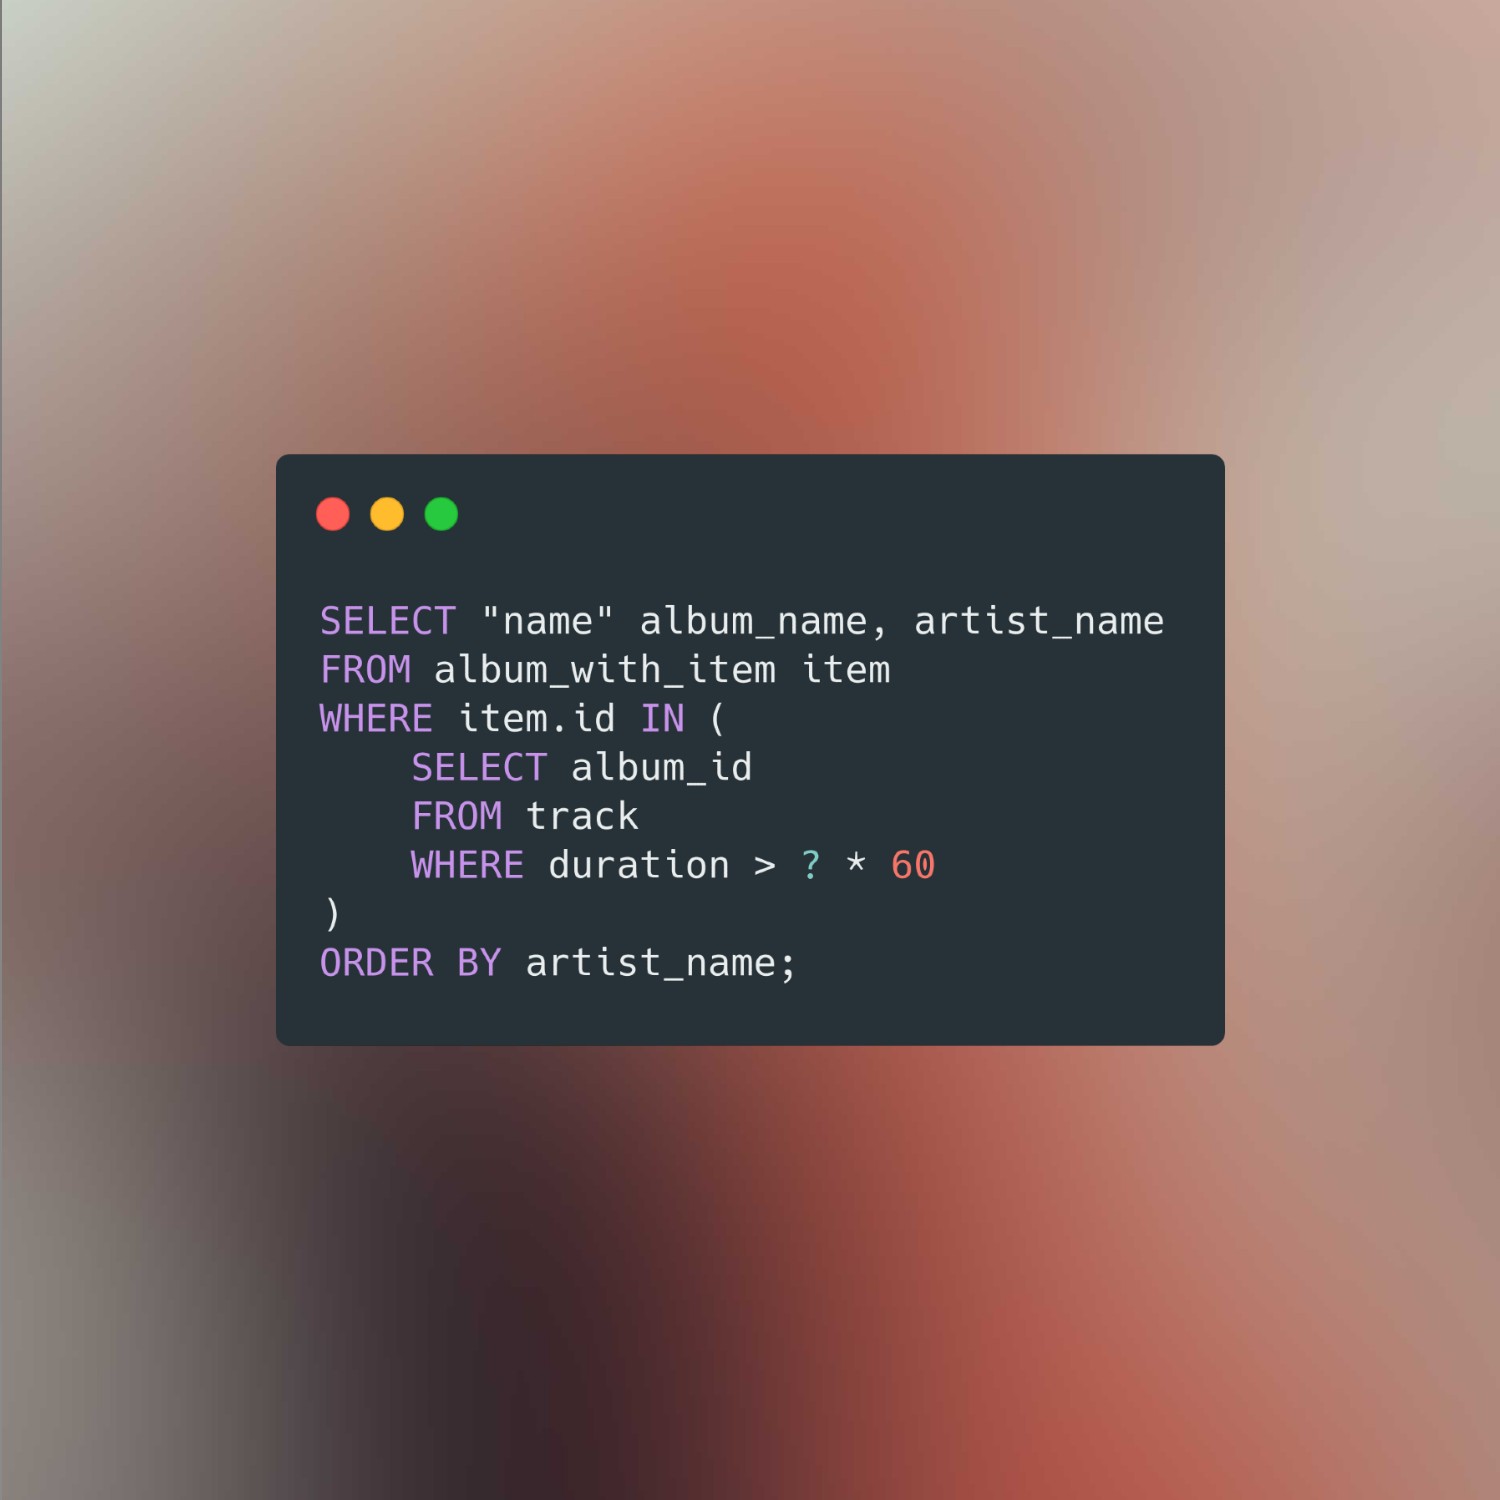 SELECT "name" album_name, artist_name
FROM album_with_item item
WHERE item.id IN (
    SELECT album_id
    FROM track
    WHERE duration > ? * 60
)
ORDER BY artist_name;